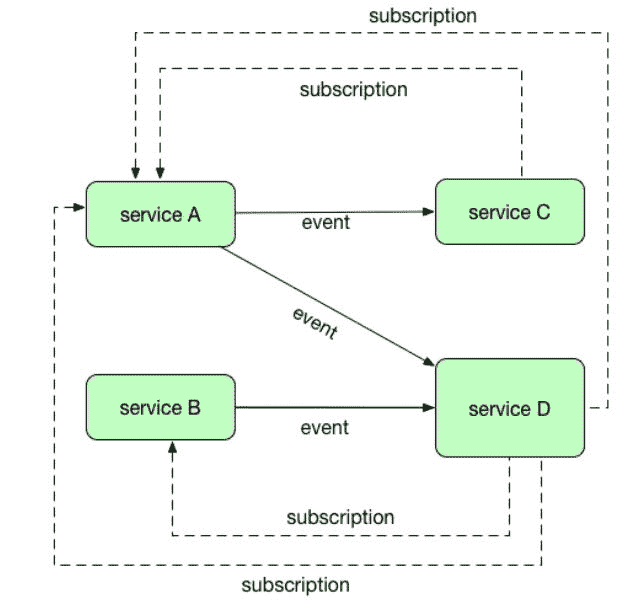 subscription
subscription
service A
service C
event
event
service B
service D
event
subscription
subscription